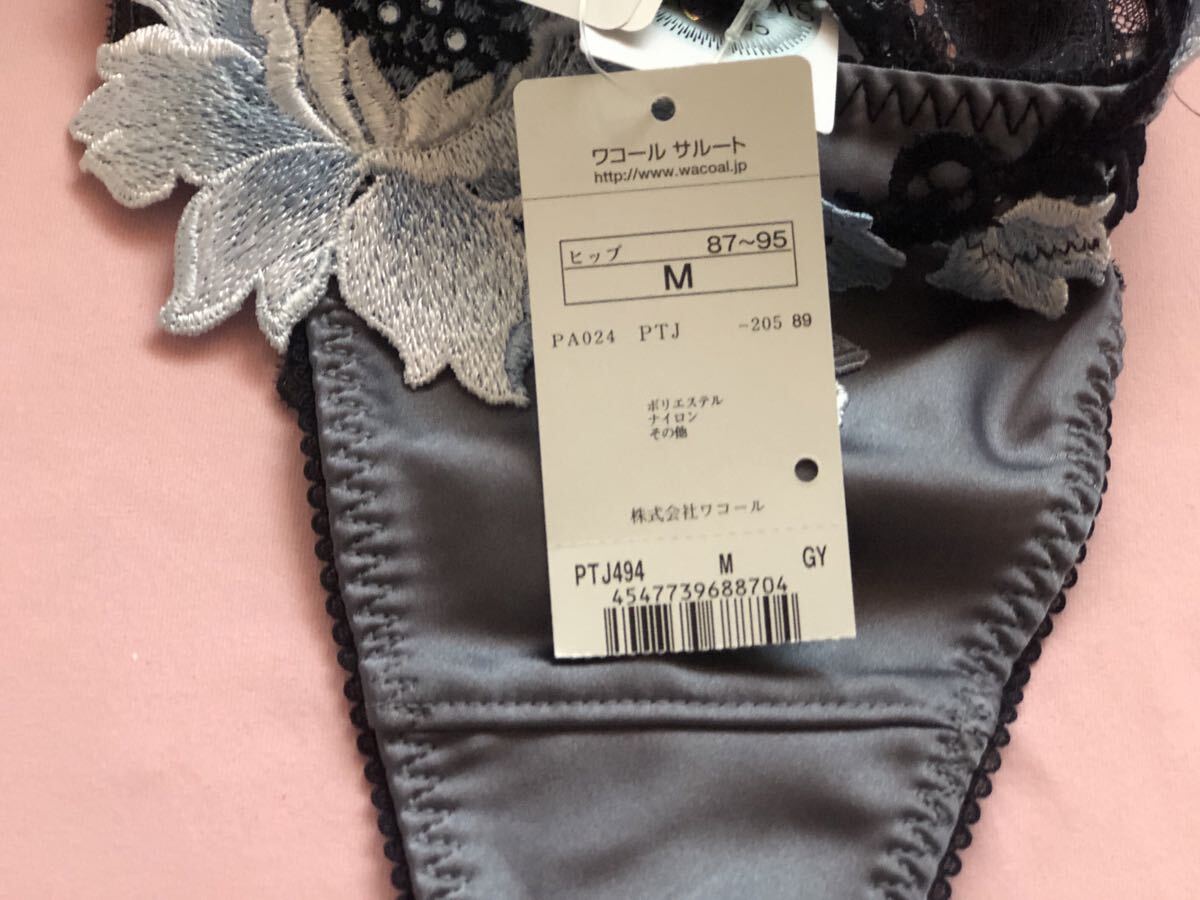 ワコール サルート
http://www.wacoal.jp
ヒップ 87~95
M
PA024 PTJ -205 89
ポリエステル
ナイロン
その他
株式会社ワコール
PTJ494 M GY
4547739688704